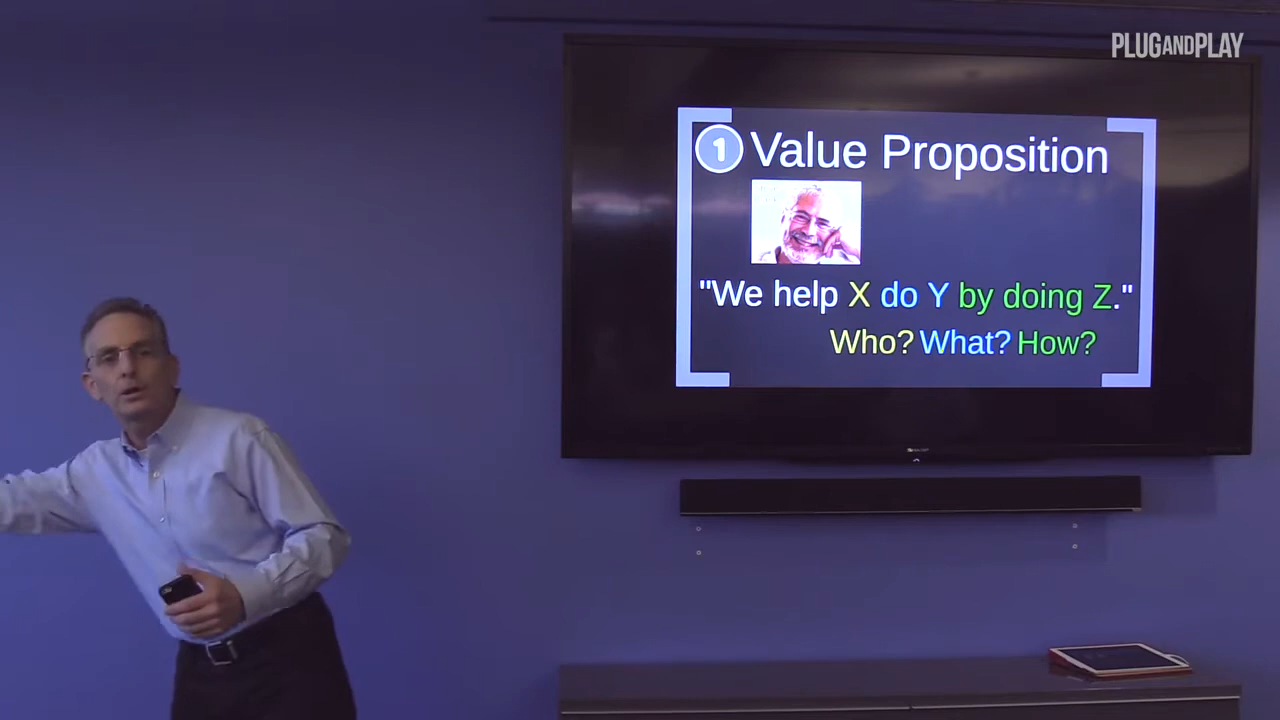 PLUGANDPLAY
1 Value Proposition
"We help X do Y by doing Z."
Who? What? How?